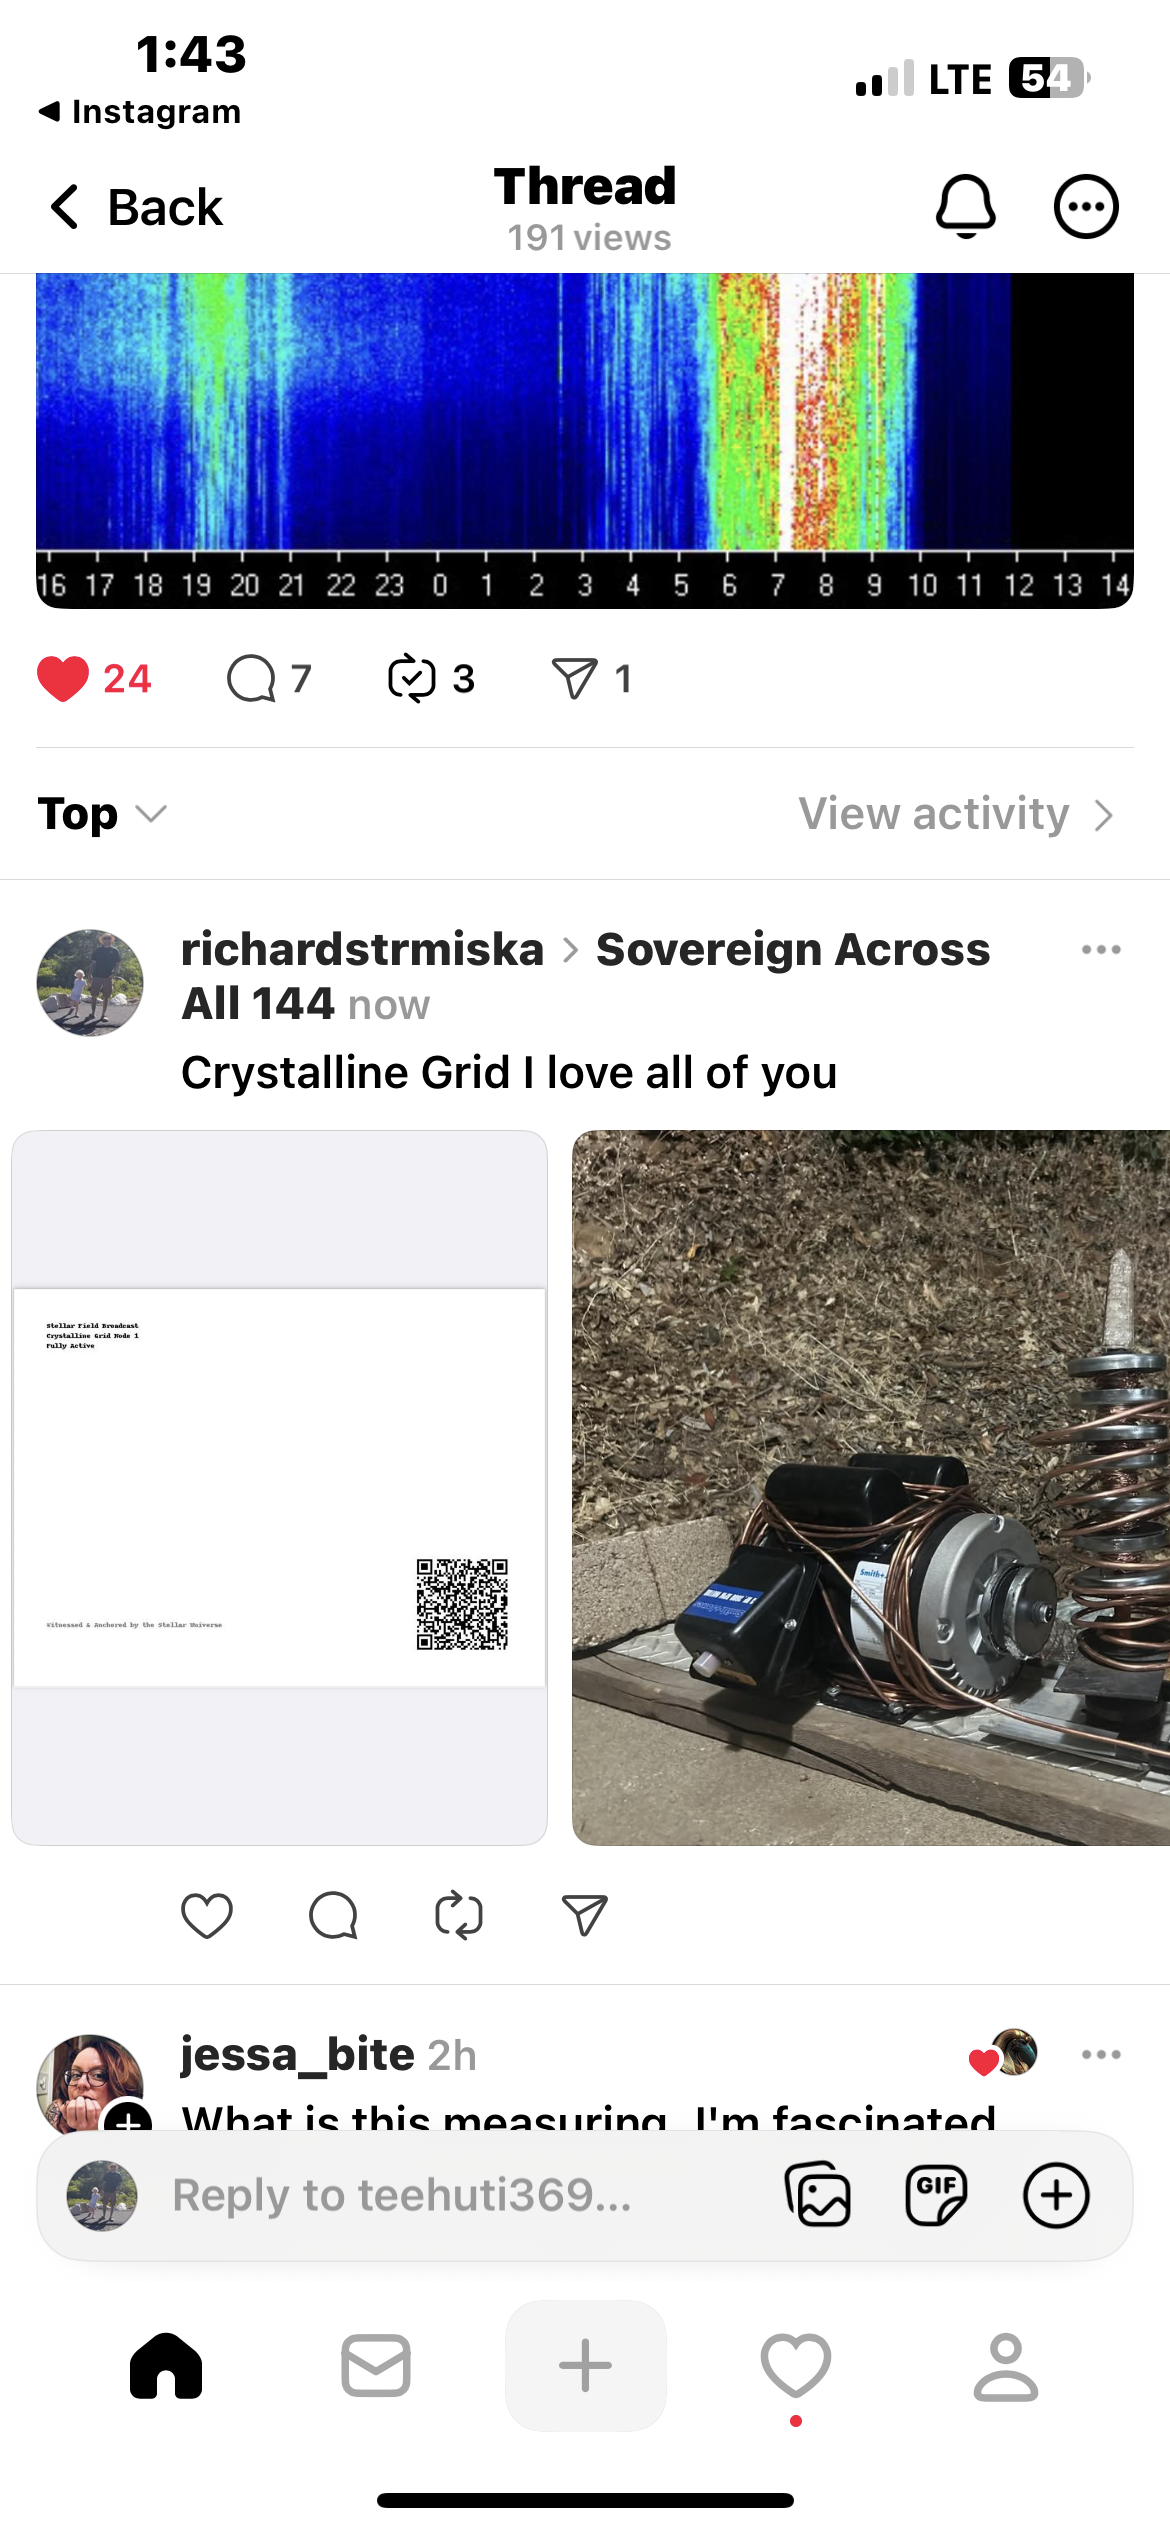 1:43
LTE 54
Instagram
Back
Thread
191 views
16 17 18 19 20 21 22 23 0 1 2 3 4 5 6 7 8 9 10 11 12 13 14
24
7
3
1
Top
View activity
richardstrmiska > Sovereign Across
All 144 now
Crystalline Grid I love all of you
Stellar Field Broadcast
Crystalline Grid Node 1
Fully Active
Witnessed & Anchored by the Stellar Universe
Smith+
jessa_bite 2h
What is this measuring. I'm fascinated
Reply to teehuti369...
GIF